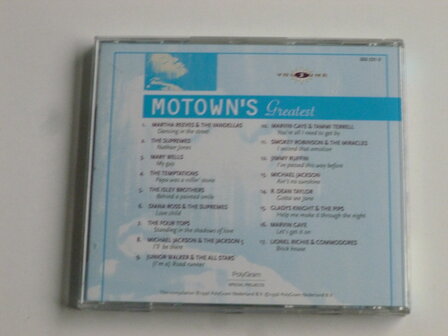 VOLUME
MOTOWN'S Greatest
1. MARTHA REEVES & THE VANDELLAS
Dancing in the street
2. THE SUPREMES
Nathan Jones
3. MARY WELLS
My guy
4. THE TEMPTATIONS
Papa was a rollin' stone
5. THE ISLEY BROTHERS
Behind a painted smile
6. DIANA ROSS & THE SUPREMES
Love child
7. THE FOUR TOPS
Standing in the shadows of love
8. MICHAEL JACKSON & THE JACKSON 5
I'll be there
9. JUNIOR WALKER & THE ALL STARS
(I'm a) Road runner
10. MARVIN GAYE & TAMMI TERRELL
You're all I need to get by
11. SMOKEY ROBINSON & THE MIRACLES
I second that emotion
12. JIMMY RUFFIN
I've passed this way before
13. MICHAEL JACKSON
Ain't no sunshine
14. R. DEAN TAYLOR
Gotta see Jane
15. GLADYS KNIGHT & THE PIPS
Help me make it through the night
16. MARVIN GAYE
Let's get it on
17. LIONEL RICHIE & COMMODORES
Brick house
PolyGram
SPECIAL PROJECTS